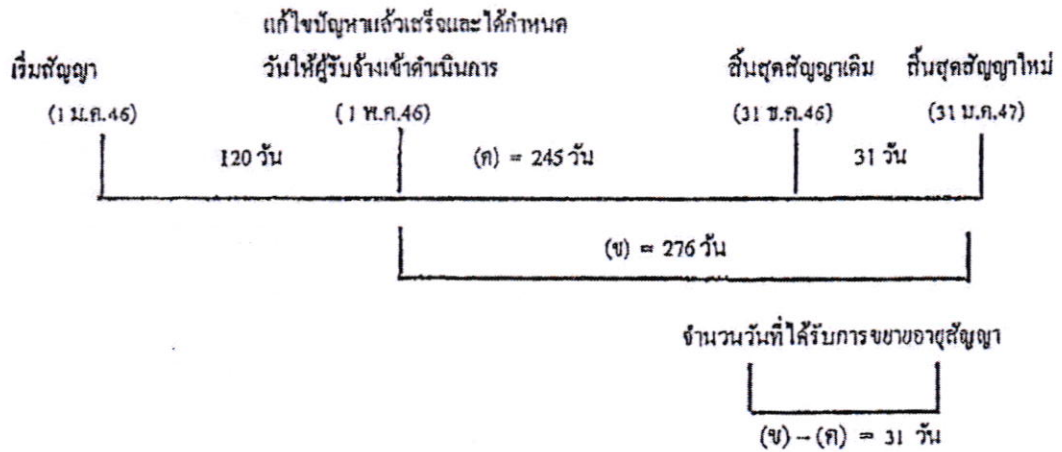 แก้ไขปัญหาแล้วเสร็จและได้กำหนด
เริ่มสัญญา วันให้ผู้รับจ้างเข้าดำเนินการ สิ้นสุดสัญญาเดิม สิ้นสุดสัญญาใหม่
(1 ม.ค.46) (1 พ.ค.46) (31 ธ.ค.46) (31 ม.ค.47)
120 วัน (ค) = 245 วัน 31 วัน
(ข) = 276 วัน
จำนวนวันที่ได้รับการขยายอายุสัญญา
(ข) – (ค) = 31 วัน